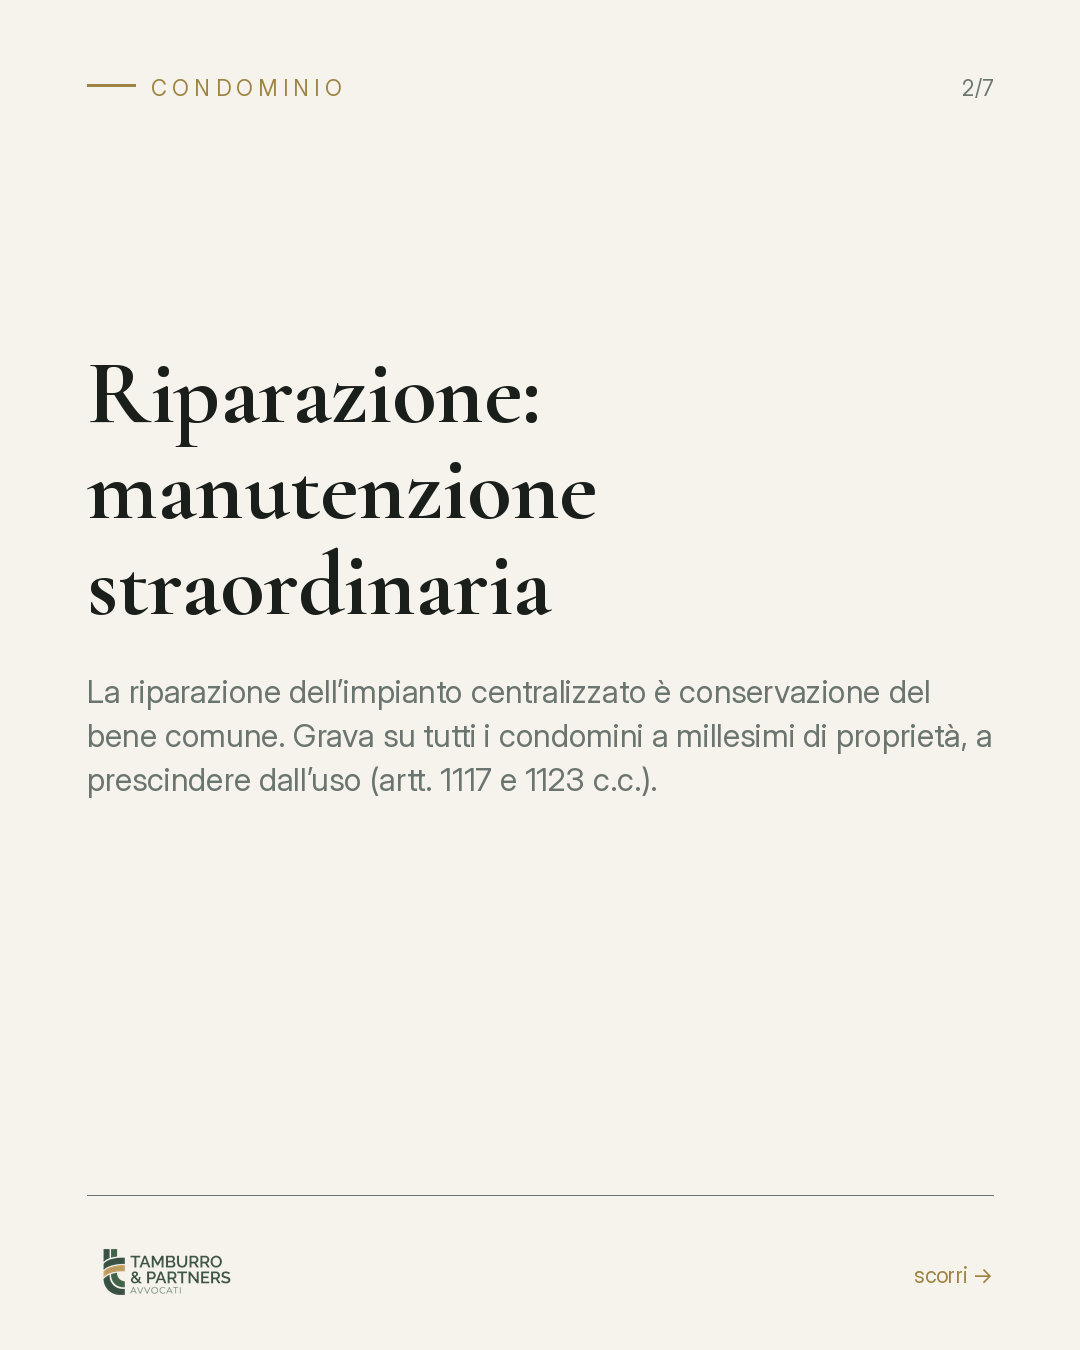 CONDOMINIO
2/7
Riparazione:
manutenzione
straordinaria
La riparazione dell’impianto centralizzato è conservazione del
bene comune. Grava su tutti i condomini a millesimi di proprietà, a
prescindere dall’uso (artt. 1117 e 1123 c.c.).
TAMBURRO
& PARTNERS
AVVOCATI
scorri →